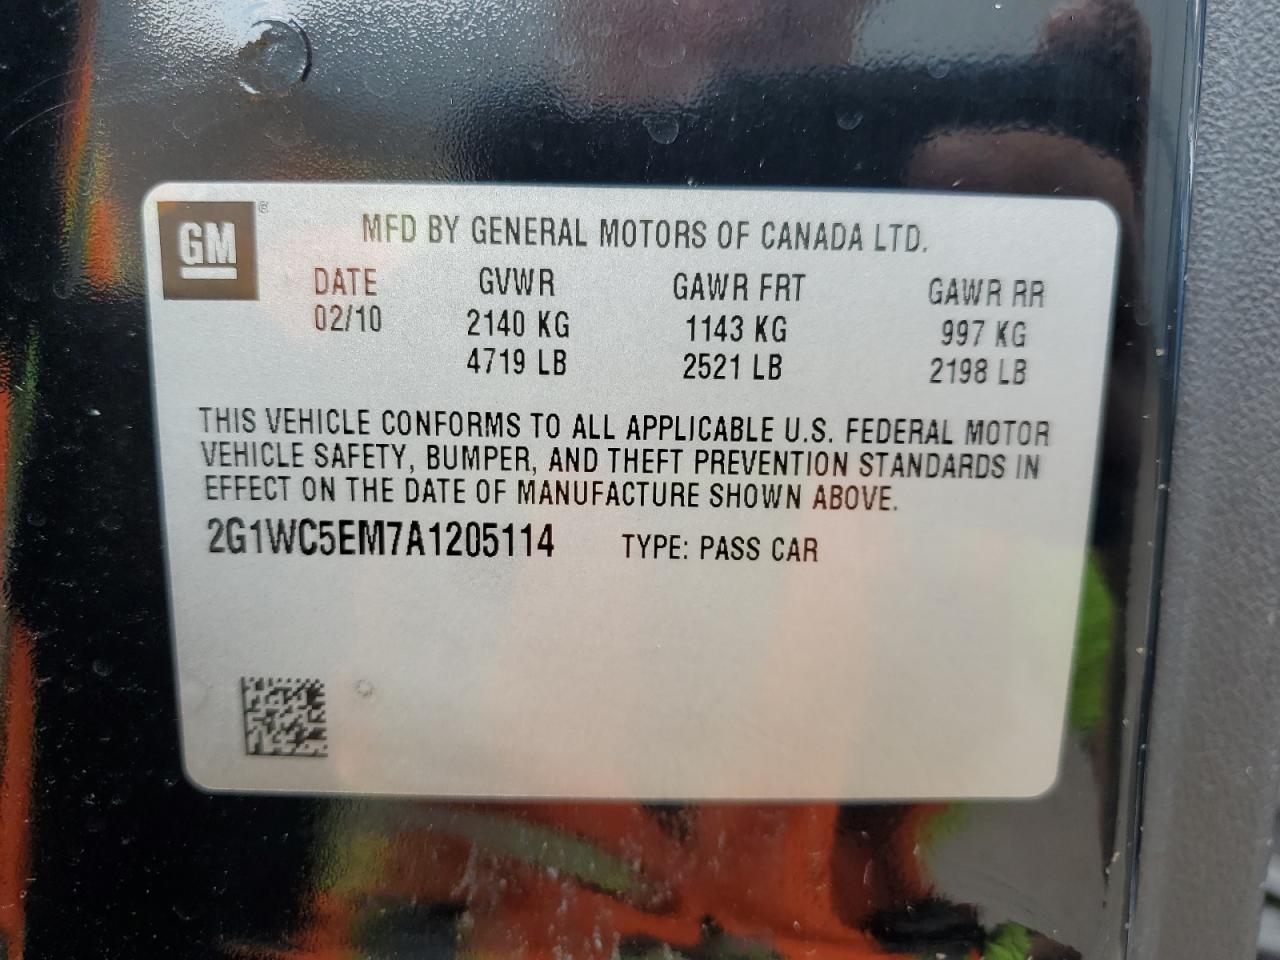 GM ®
MFD BY GENERAL MOTORS OF CANADA LTD.
DATE GVWR GAWR FRT GAWR RR
02/10 2140 KG 1143 KG 997 KG
4719 LB 2521 LB 2198 LB
THIS VEHICLE CONFORMS TO ALL APPLICABLE U.S. FEDERAL MOTOR
VEHICLE SAFETY, BUMPER, AND THEFT PREVENTION STANDARDS IN
EFFECT ON THE DATE OF MANUFACTURE SHOWN ABOVE.
2G1WC5EM7A1205114 TYPE: PASS CAR